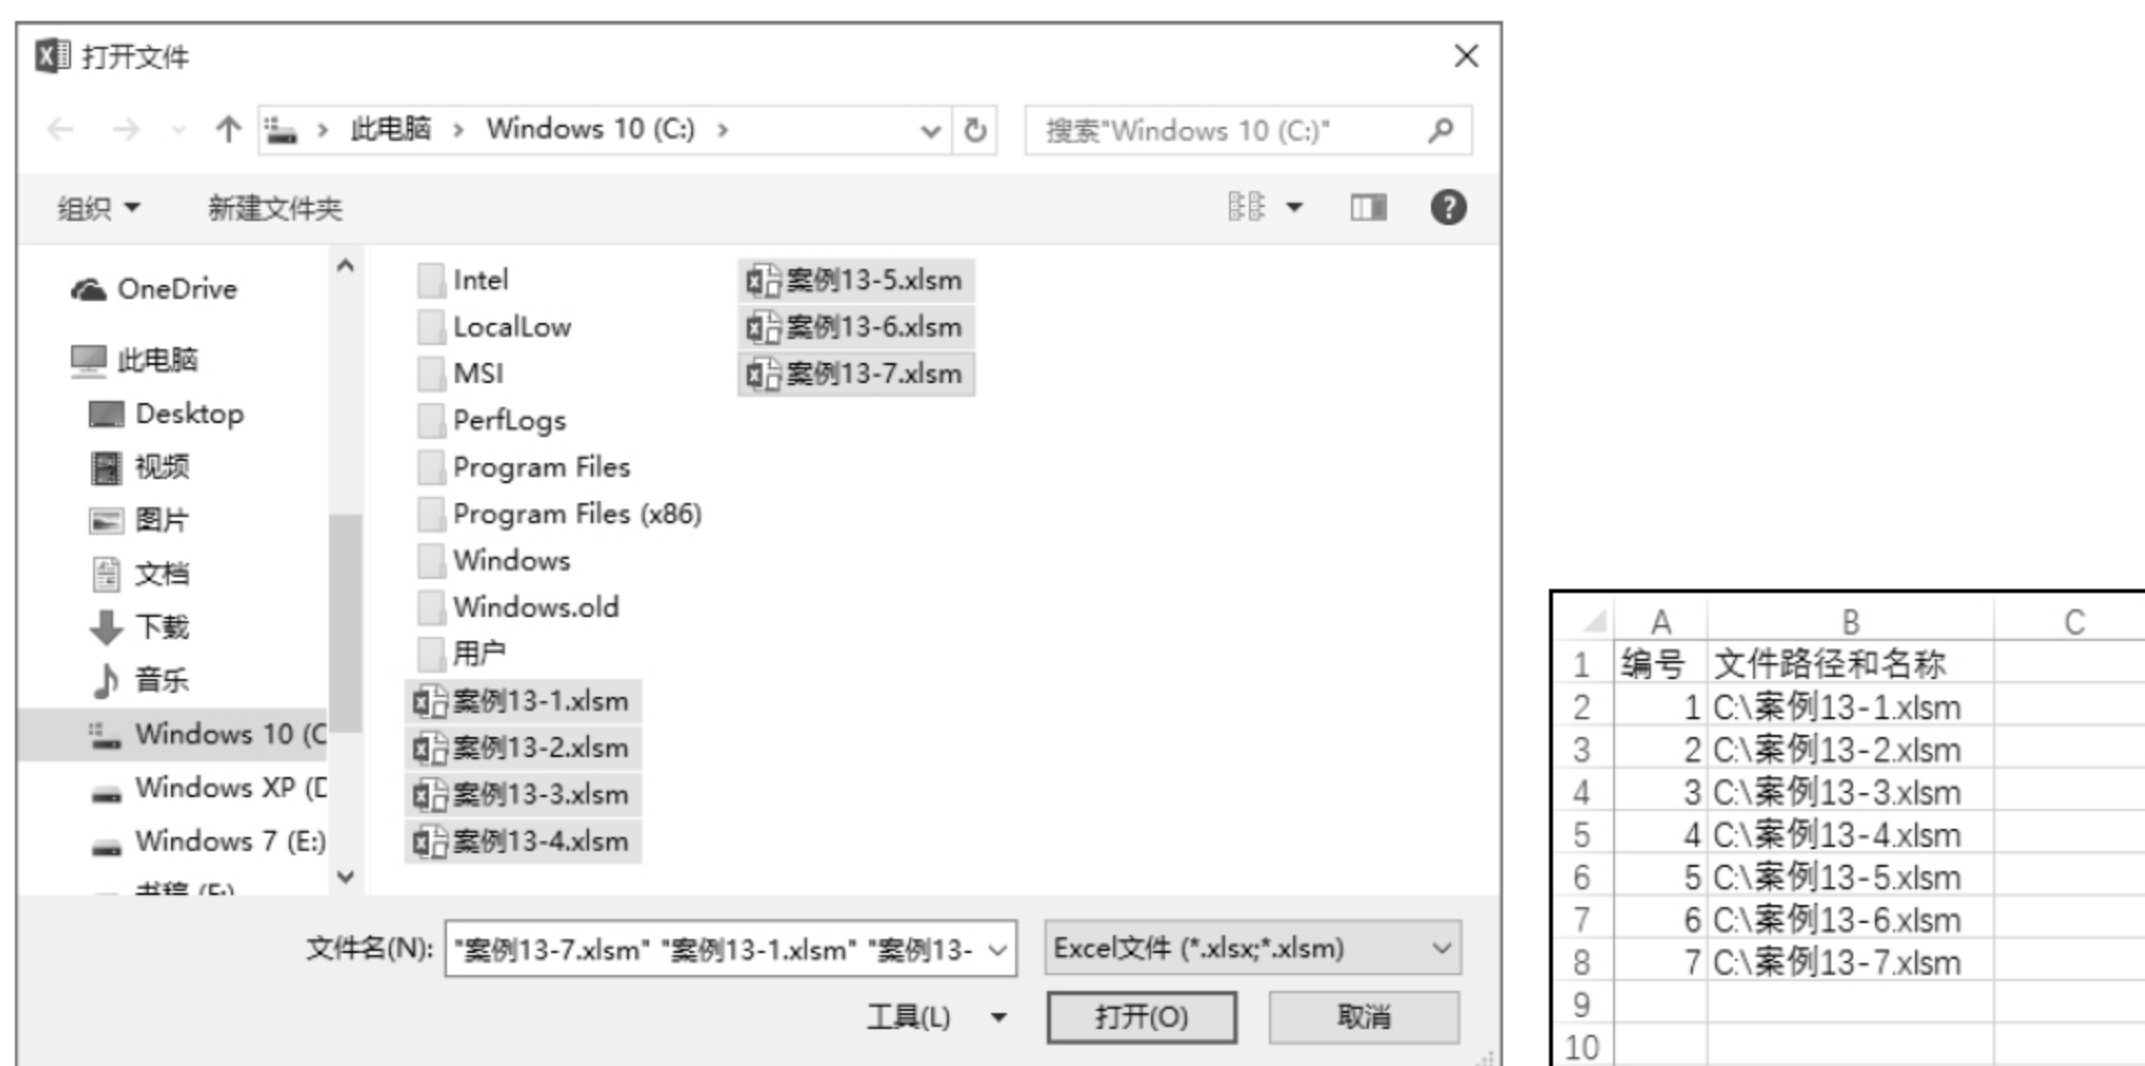 打开文件
此电脑 > Windows 10 (C:) >
搜索"Windows 10 (C:)"
组织
新建文件夹
OneDrive
此电脑
Desktop
视频
图片
文档
下载
音乐
Windows 10 (C
Windows XP (D
Windows 7 (E:)
书稿 (F:)
Intel
LocalLow
MSI
PerfLogs
Program Files
Program Files (x86)
Windows
Windows.old
用户
案例13-1.xlsm
案例13-2.xlsm
案例13-3.xlsm
案例13-4.xlsm
案例13-5.xlsm
案例13-6.xlsm
案例13-7.xlsm
文件名(N): "案例13-7.xlsm" "案例13-1.xlsm" "案例13-
Excel文件 (*.xlsx;*.xlsm)
工具(L)
打开(O)
取消
A B C
1 编号 文件路径和名称
2 1 C:\案例13-1.xlsm
3 2 C:\案例13-2.xlsm
4 3 C:\案例13-3.xlsm
5 4 C:\案例13-4.xlsm
6 5 C:\案例13-5.xlsm
7 6 C:\案例13-6.xlsm
8 7 C:\案例13-7.xlsm
9
10